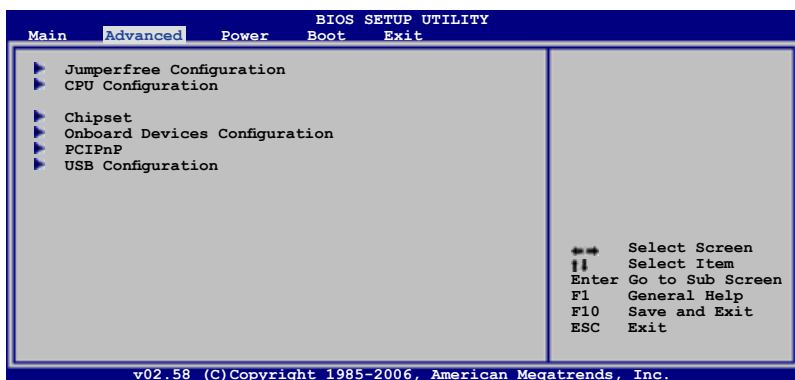 BIOS SETUP UTILITY
Main Advanced Power Boot Exit
Jumperfree Configuration
CPU Configuration
Chipset
Onboard Devices Configuration
PCIPnP
USB Configuration
Select Screen
Select Item
Enter Go to Sub Screen
F1 General Help
F10 Save and Exit
ESC Exit
v02.58 (C)Copyright 1985-2006, American Megatrends, Inc.